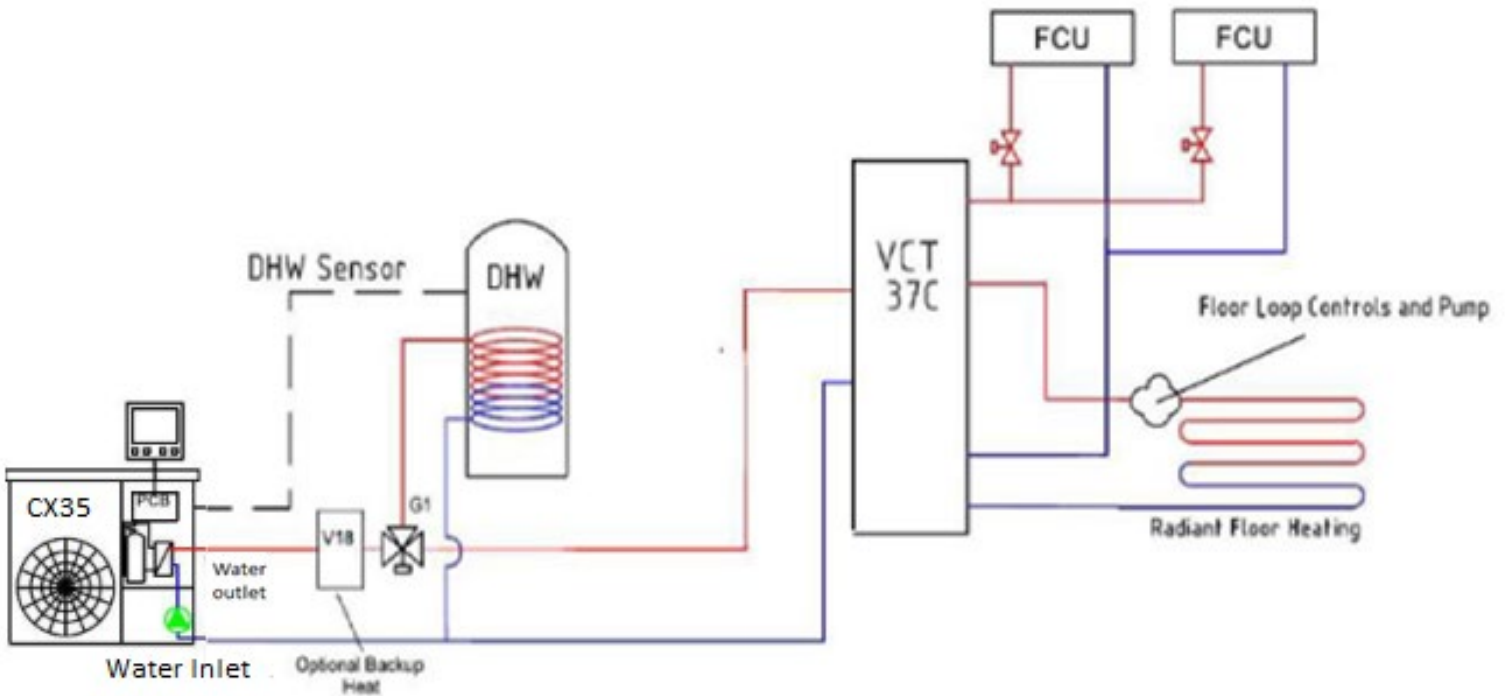 FCU
FCU
VCT
37C
DHW Sensor
DHW
Floor Loop Controls and Pump
CX35
PCB
G1
V18
Water
outlet
Radiant Floor Heating
Water Inlet
Optional Backup
Heat